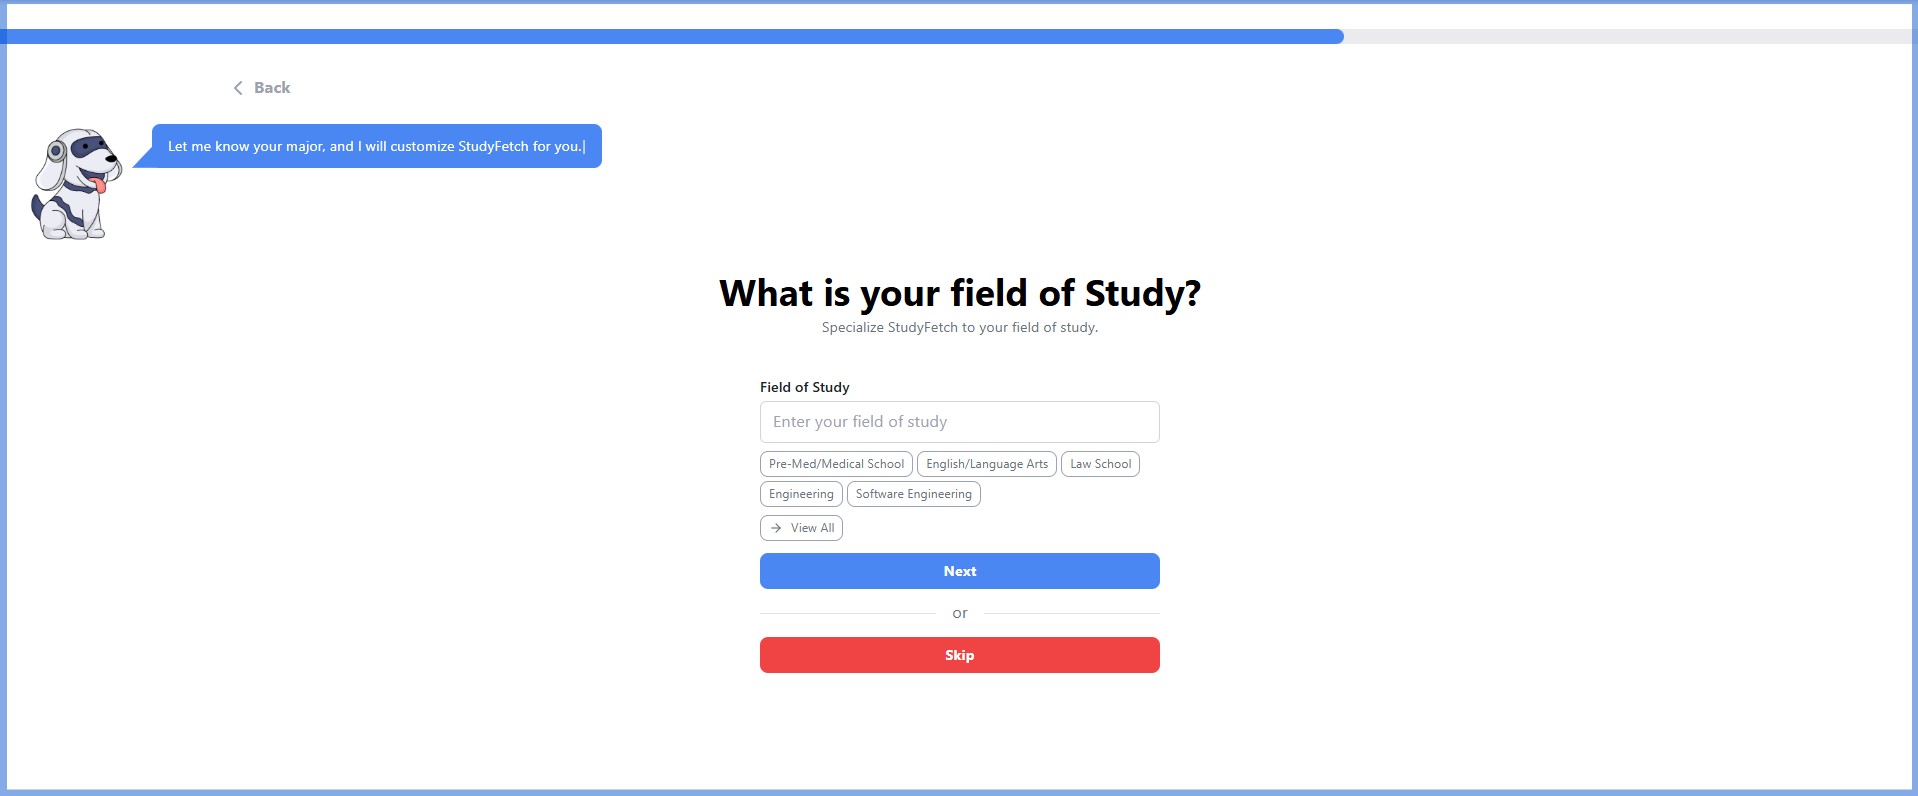 Back
Let me know your major, and I will customize StudyFetch for you.|
What is your field of Study?
Specialize StudyFetch to your field of study.
Field of Study
Enter your field of study
Pre-Med/Medical School English/Language Arts Law School
Engineering Software Engineering
View All
Next
or
Skip